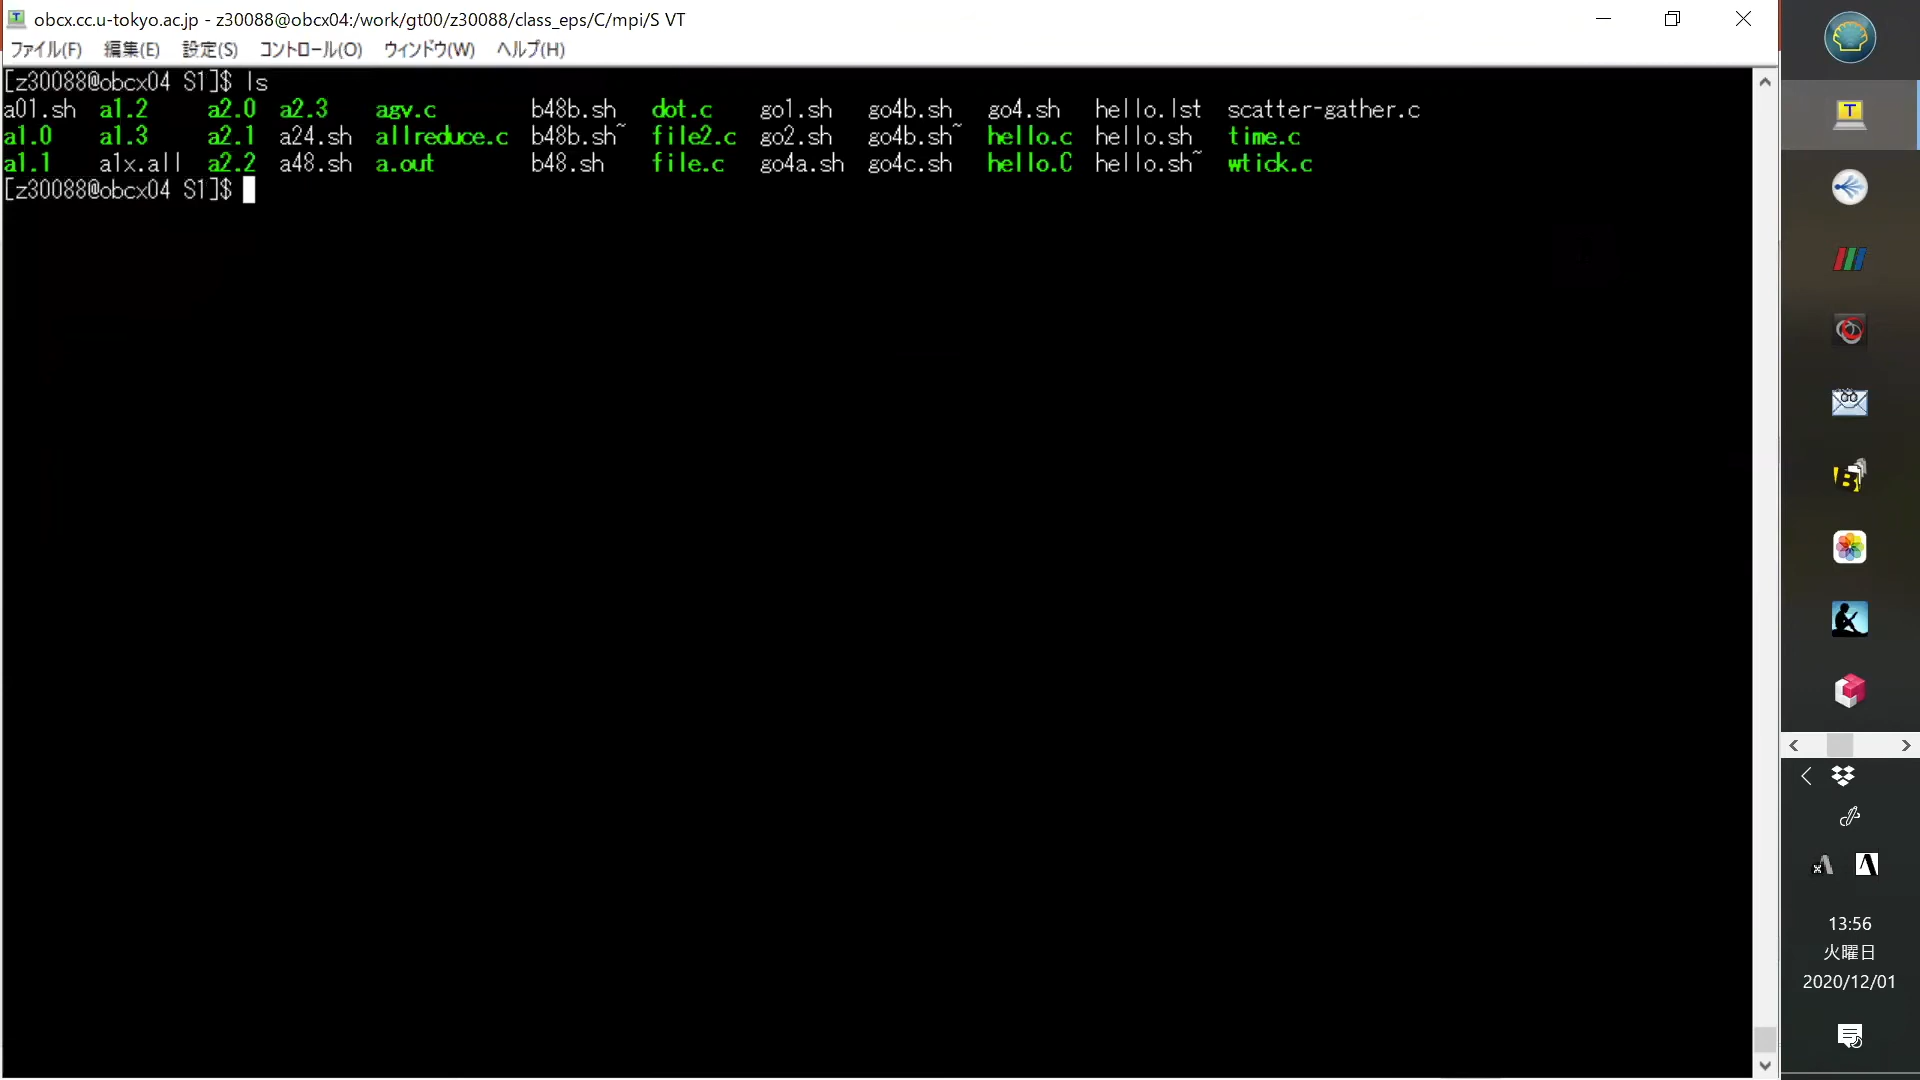 obcx.cc.u-tokyo.ac.jp - z30088@obcx04:/work/gt00/z30088/class_eps/C/mpi/S VT
ファイル(F) 編集(E) 設定(S) コントロール(O) ウィンドウ(W) ヘルプ(H)
[z30088@obcx04 S1]$ ls
a01.sh a1.2 a2.0 a2.3 agv.c b48b.sh dot.c go1.sh go4b.sh go4.sh hello.lst scatter-gather.c
a1.0 a1.3 a2.1 a24.sh allreduce.c b48b.sh~ file2.c go2.sh go4b.sh~ hello.c hello.sh time.c
a1.1 a1x.all a2.2 a48.sh a.out b48.sh file.c go4a.sh go4c.sh hello.C hello.sh~ wtick.c
[z30088@obcx04 S1]$
13:56
火曜日
2020/12/01